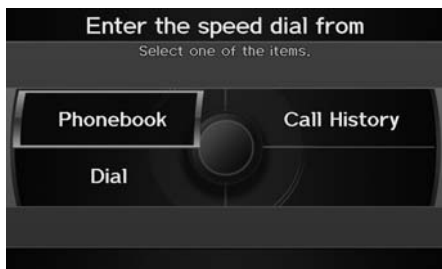 Enter the speed dial from
Select one of the items.
Phonebook
Call History
Dial